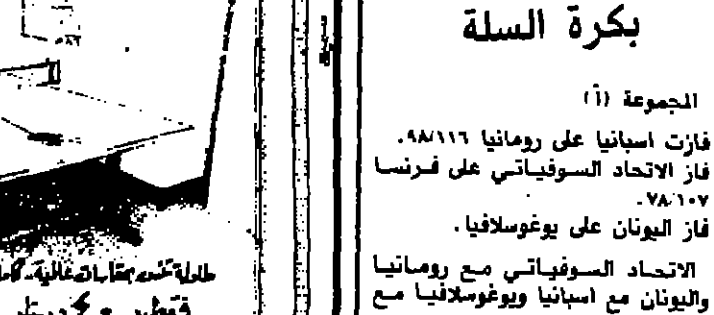 بكرة السلة
المجموعة (أ)
فازت اسبانيا على رومانيا ٩٨/١١٦.
فاز الاتحاد السوفياتي على فرنسا
٧٨/١٠٧.
فاز اليونان على يوغوسلافيا.
الاتحاد السوفياتي مع رومانيا
واليونان مع اسبانيا ويوغوسلافيا مع
طاولة